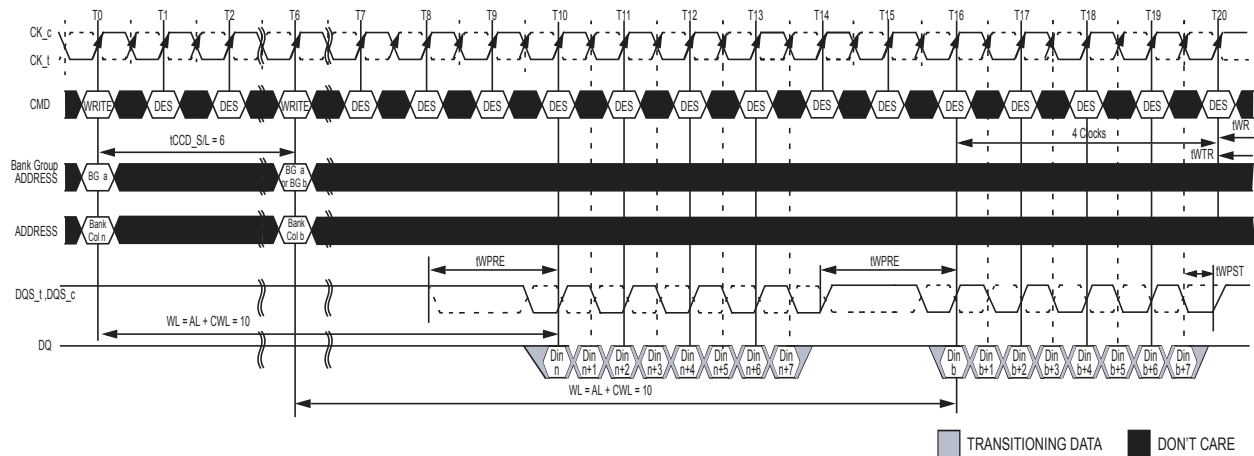 T0 T1 T2 T6 T7 T8 T9 T10 T11 T12 T13 T14 T15 T16 T17 T18 T19 T20
CK_c
CK_t
CMD WRITE DES DES WRITE DES DES DES DES DES DES DES DES DES DES DES DES DES DES
tCCD_S/L = 6
4 Clocks
tWR
tWTR
Bank Group
ADDRESS
BG a
BG a
or BG b
ADDRESS
Bank
Col n
Bank
Col b
tWPRE
tWPRE
tWPST
DQS_t ,DQS_c
WL = AL + CWL = 10
DQ
Din Din Din Din Din Din Din Din Din Din Din Din Din Din Din Din
n n+1 n+2 n+3 n+4 n+5 n+6 n+7 b b+1 b+2 b+3 b+4 b+5 b+6 b+7
WL = AL + CWL = 10
TRANSITIONING DATA DON'T CARE